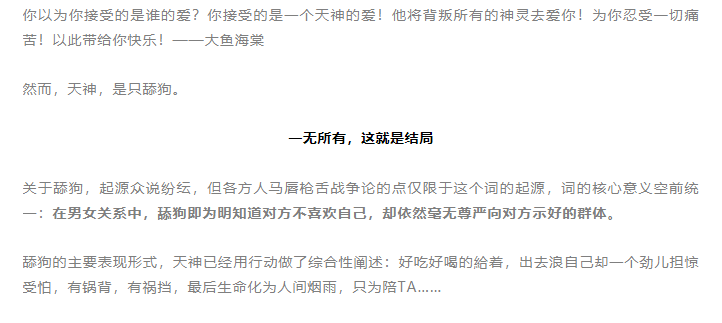 你以为你接受的是谁的爱？你接受的是一个天神的爱！他将背叛所有的神灵去爱你！为你忍受一切痛
苦！以此带给你快乐！——大鱼海棠
然而，天神，是只舔狗。
一无所有，这就是结局
关于舔狗，起源众说纷纭，但各方人马唇枪舌战争论的点仅限于这个词的起源，词的核心意义空前统
一：在男女关系中，舔狗即为明知道对方不喜欢自己，却依然毫无尊严向对方示好的群体。
舔狗的主要表现形式，天神已经用行动做了综合性阐述：好吃好喝的給着，出去浪自己却一个劲儿担惊
受怕，有锅背，有祸挡，最后生命化为人间烟雨，只为陪TA......